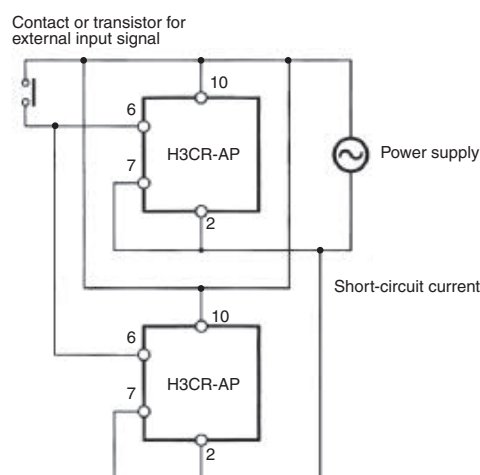 Contact or transistor for
external input signal
10
6
H3CR-AP
7
Power supply
2
Short-circuit current
10
6
H3CR-AP
7
2